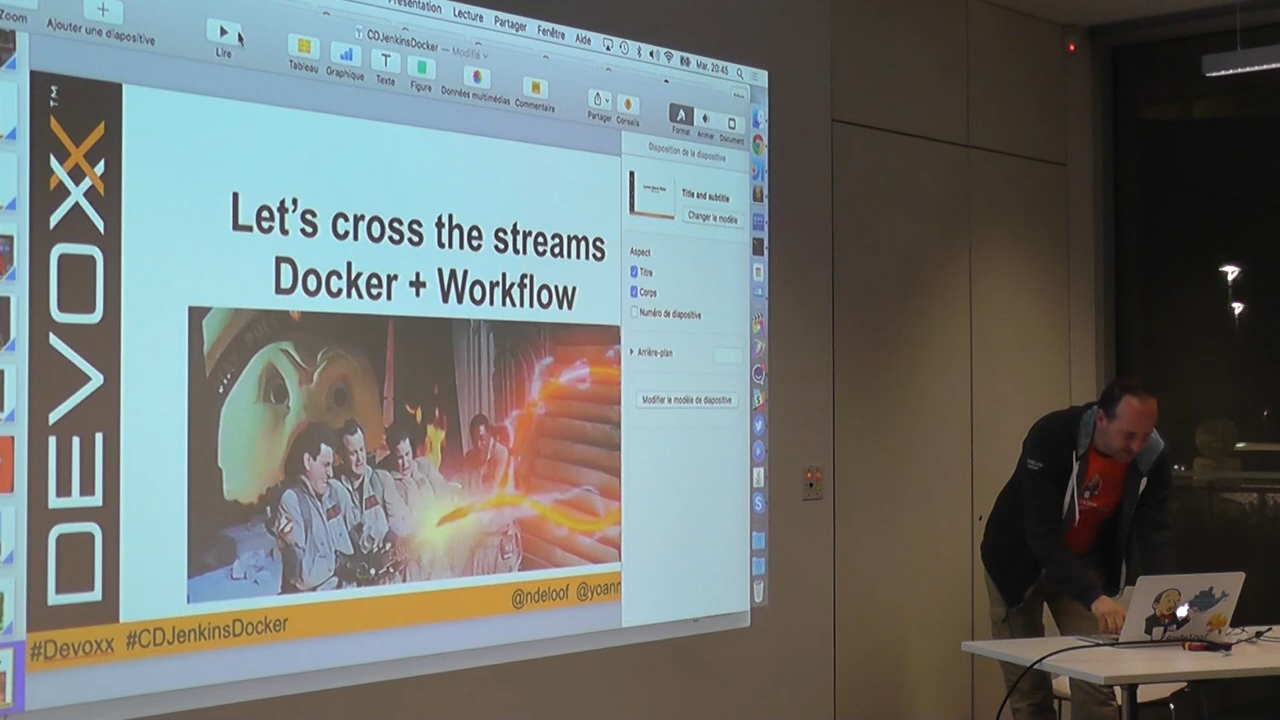 Présentation Lecture Partager Fenêtre Aide
Mar. 20:45
Zoom
Ajouter une diapositive
Lire
CDJenkinsDocker — Modifié
Tableau
Graphique
Texte
Figure
Données multimédias
Commentaire
Partager
Conseils
Format
Animer
Document
DEVOXX™
Let's cross the streams
Docker + Workflow
@ndeloof @yoann
#Devoxx #CDJenkinsDocker
Disposition de la diapositive
Title and subtitle
Changer le modèle
Aspect
Titre
Corps
Numéro de diapositive
Arrière-plan
Modifier le modèle de diapositive
ndeloof